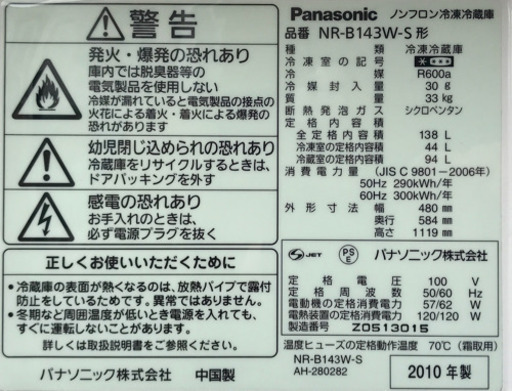 警告
発火・爆発の恐れあり
庫内では脱臭器等の
電気製品を使用しない
冷媒が漏れていると電気製品の接点の
火花による着火・着火による爆発の
恐れあり
幼児閉じ込められの恐れあり
冷蔵庫をリサイクルするときは、
ドアパッキングを外す
感電の恐れあり
お手入れのときは、
必ず電源プラグを抜く
正しくお使いいただくために
●冷蔵庫の表面が熱くなるのは、放熱パイプで露付
防止をしているためです。異常ではありません。
●冬期など周囲温度が低いとき電源を入れても、
すぐに運転しないことがあります。
詳しくは取扱説明書をご参照ください。
パナソニック株式会社 中国製
Panasonic ノンフロン冷凍冷蔵庫
品番 NR-B143W-S形
種類 冷凍冷蔵庫
冷凍室の記号 ****
冷媒 R600a
冷媒封入量 30g
質量 33kg
断熱発泡ガス シクロペンタン
定格内容積
全定格内容積 138 L
冷凍室の定格内容積 44 L
冷蔵室の定格内容積 94 L
消費電力量 (JIS C 9801-2006年)
50Hz 290kWh/年
60Hz 300kWh/年
外形寸法 幅 480 mm
奥行 584 mm
高さ 1119 mm
JET PS E パナソニック株式会社
定格電圧 100 V
定格周波数 50/60 Hz
電動機の定格消費電力 57/62 W
電熱装置の定格消費電力 120/120 W
製造番号 Z0513015
温度ヒューズの定格動作温度 70℃ (霜取用)
NR-B143W-S
AH-280282
2010年製